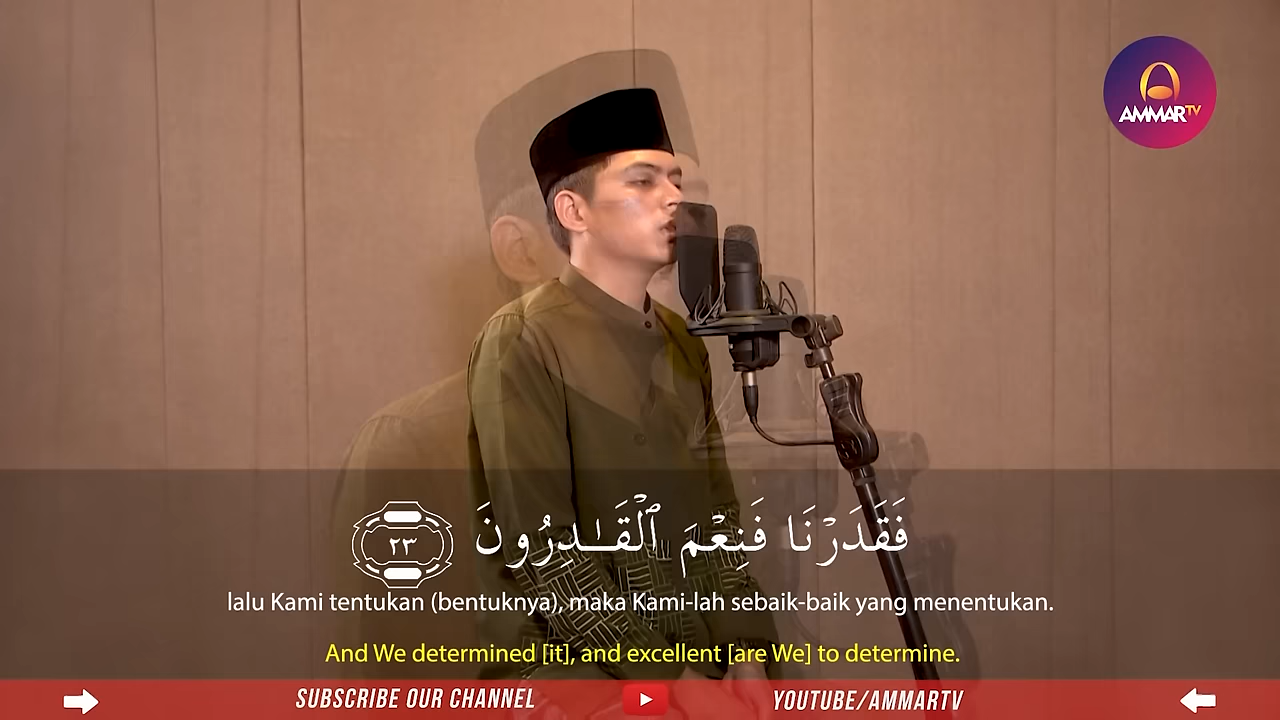 AMMARTV
فَقَدَرْنَا فَنِعْمَ ٱلْقَـٰدِرُونَ ٢٣
lalu Kami tentukan (bentuknya), maka Kami-lah sebaik-baik yang menentukan.
And We determined [it], and excellent [are We] to determine.
SUBSCRIBE OUR CHANNEL YOUTUBE/AMMARTV